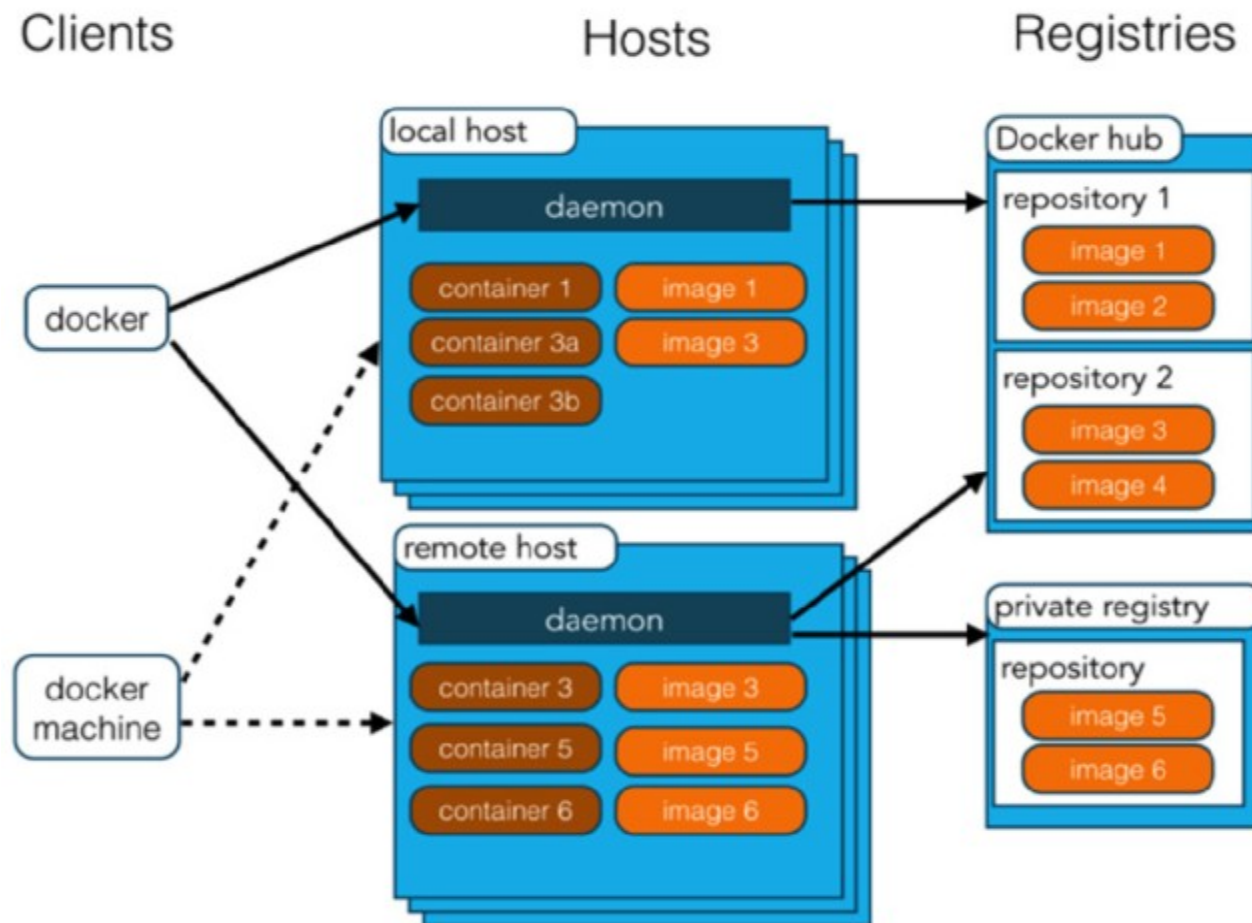 Clients
Hosts
Registries
docker
docker
machine
local host
daemon
container 1
image 1
container 3a
image 3
container 3b
remote host
daemon
container 3
image 3
container 5
image 5
container 6
image 6
Docker hub
repository 1
image 1
image 2
repository 2
image 3
image 4
private registry
repository
image 5
image 6